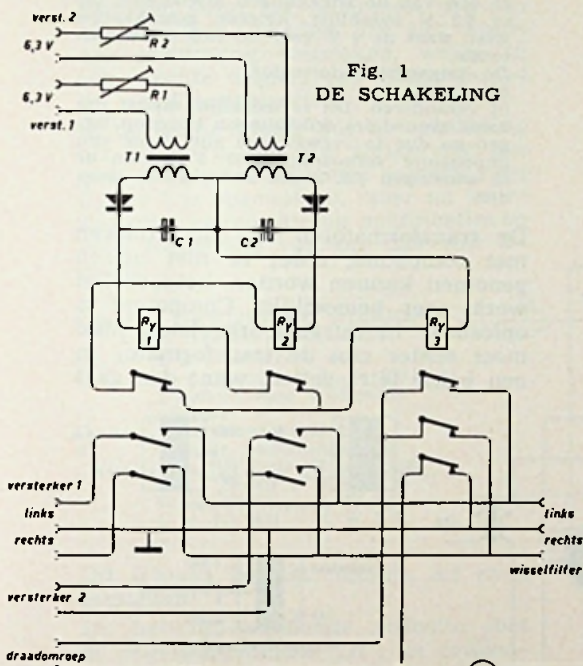 verst. 2
R 2
6,3 V
Fig. 1
DE SCHAKELING
6,3 V
R 1
verst. 1
T 1
T 2
C 1
C 2
Ry 1
Ry 2
Ry 3
versterker 1
links
links
rechts
rechts
wisselfilter
versterker 2
draadomroep